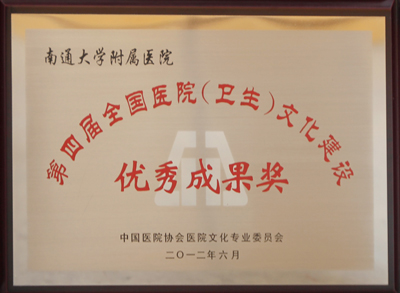 南通大学附属医院
第四届全国医院(卫生)文化建设
优秀成果奖
中国医院协会医院文化专业委员会
二〇一二年六月